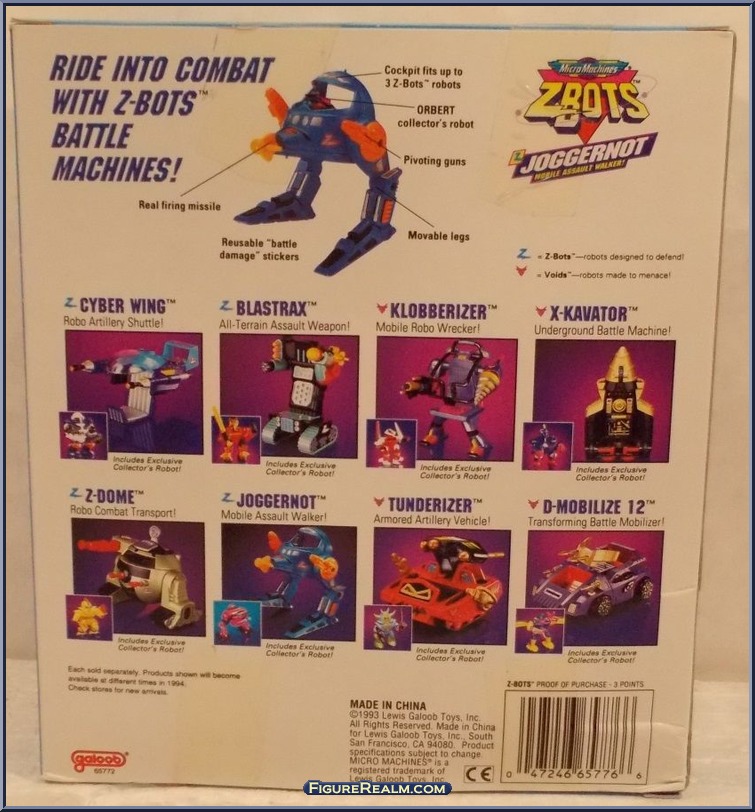 RIDE INTO COMBAT
WITH Z-BOTS™
BATTLE
MACHINES!
Cockpit fits up to
3 Z-Bots™ robots
ORBERT
collector's robot
Pivoting guns
Real firing missile
Reusable "battle
damage" stickers
Movable legs
Micro Machines
Z-BOTS
Z JOGGERNOT
MOBILE ASSAULT WALKER!
Z = Z-Bots™—robots designed to defend!
= Voids™—robots made to menace!
Z CYBER WING™
Robo Artillery Shuttle!
Includes Exclusive
Collector's Robot!
Z BLASTRAX™
All-Terrain Assault Weapon!
Includes Exclusive
Collector's Robot!
KLOBBERIZER™
Mobile Robo Wrecker!
Includes Exclusive
Collector's Robot!
X-KAVATOR™
Underground Battle Machine!
Includes Exclusive
Collector's Robot!
Z Z-DOME™
Robo Combat Transport!
Includes Exclusive
Collector's Robot!
Z JOGGERNOT™
Mobile Assault Walker!
Includes Exclusive
Collector's Robot!
TUNDERIZER™
Armored Artillery Vehicle!
Includes Exclusive
Collector's Robot!
D-MOBILIZE 12™
Transforming Battle Mobilizer!
Includes Exclusive
Collector's Robot!
Each sold separately. Products shown will become
available at different times in 1994.
Check stores for new arrivals.
galoob®
65772
MADE IN CHINA
©1993 Lewis Galoob Toys, Inc.
All Rights Reserved. Made in China
for Lewis Galoob Toys, Inc., South
San Francisco, CA 94080. Product
specifications subject to change.
MICRO MACHINES® is a
registered trademark of
Lewis Galoob Toys, Inc.
CE
Z-BOTS™ PROOF OF PURCHASE - 3 POINTS
0 47246 65776 6
FIGUREREALM.COM